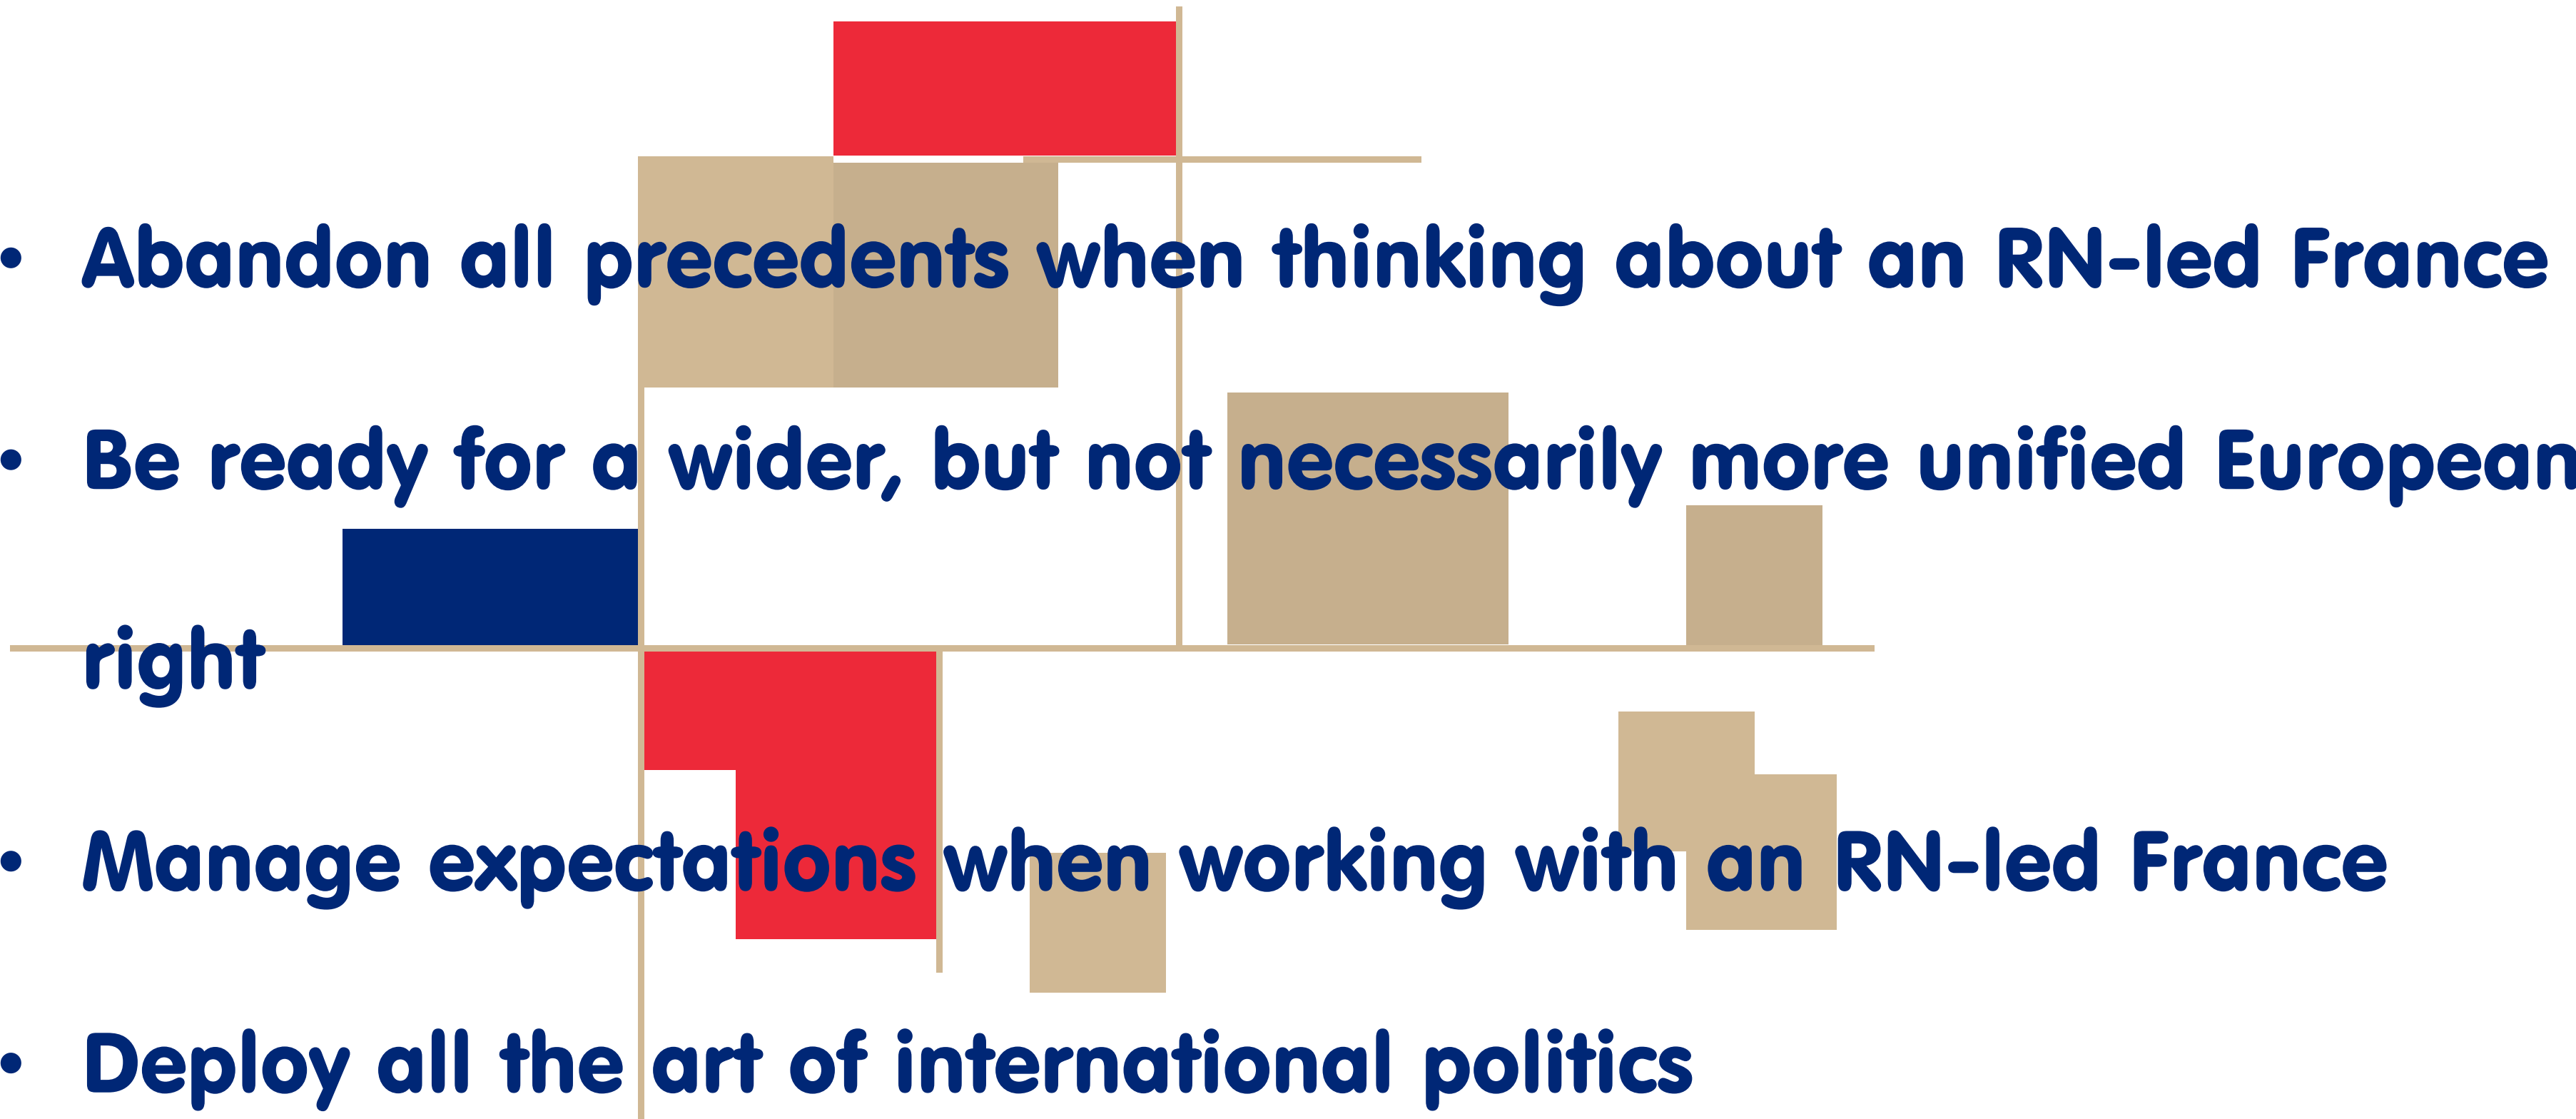 • Abandon all precedents when thinking about an RN-led France
• Be ready for a wider, but not necessarily more unified European
right
• Manage expectations when working with an RN-led France
• Deploy all the art of international politics